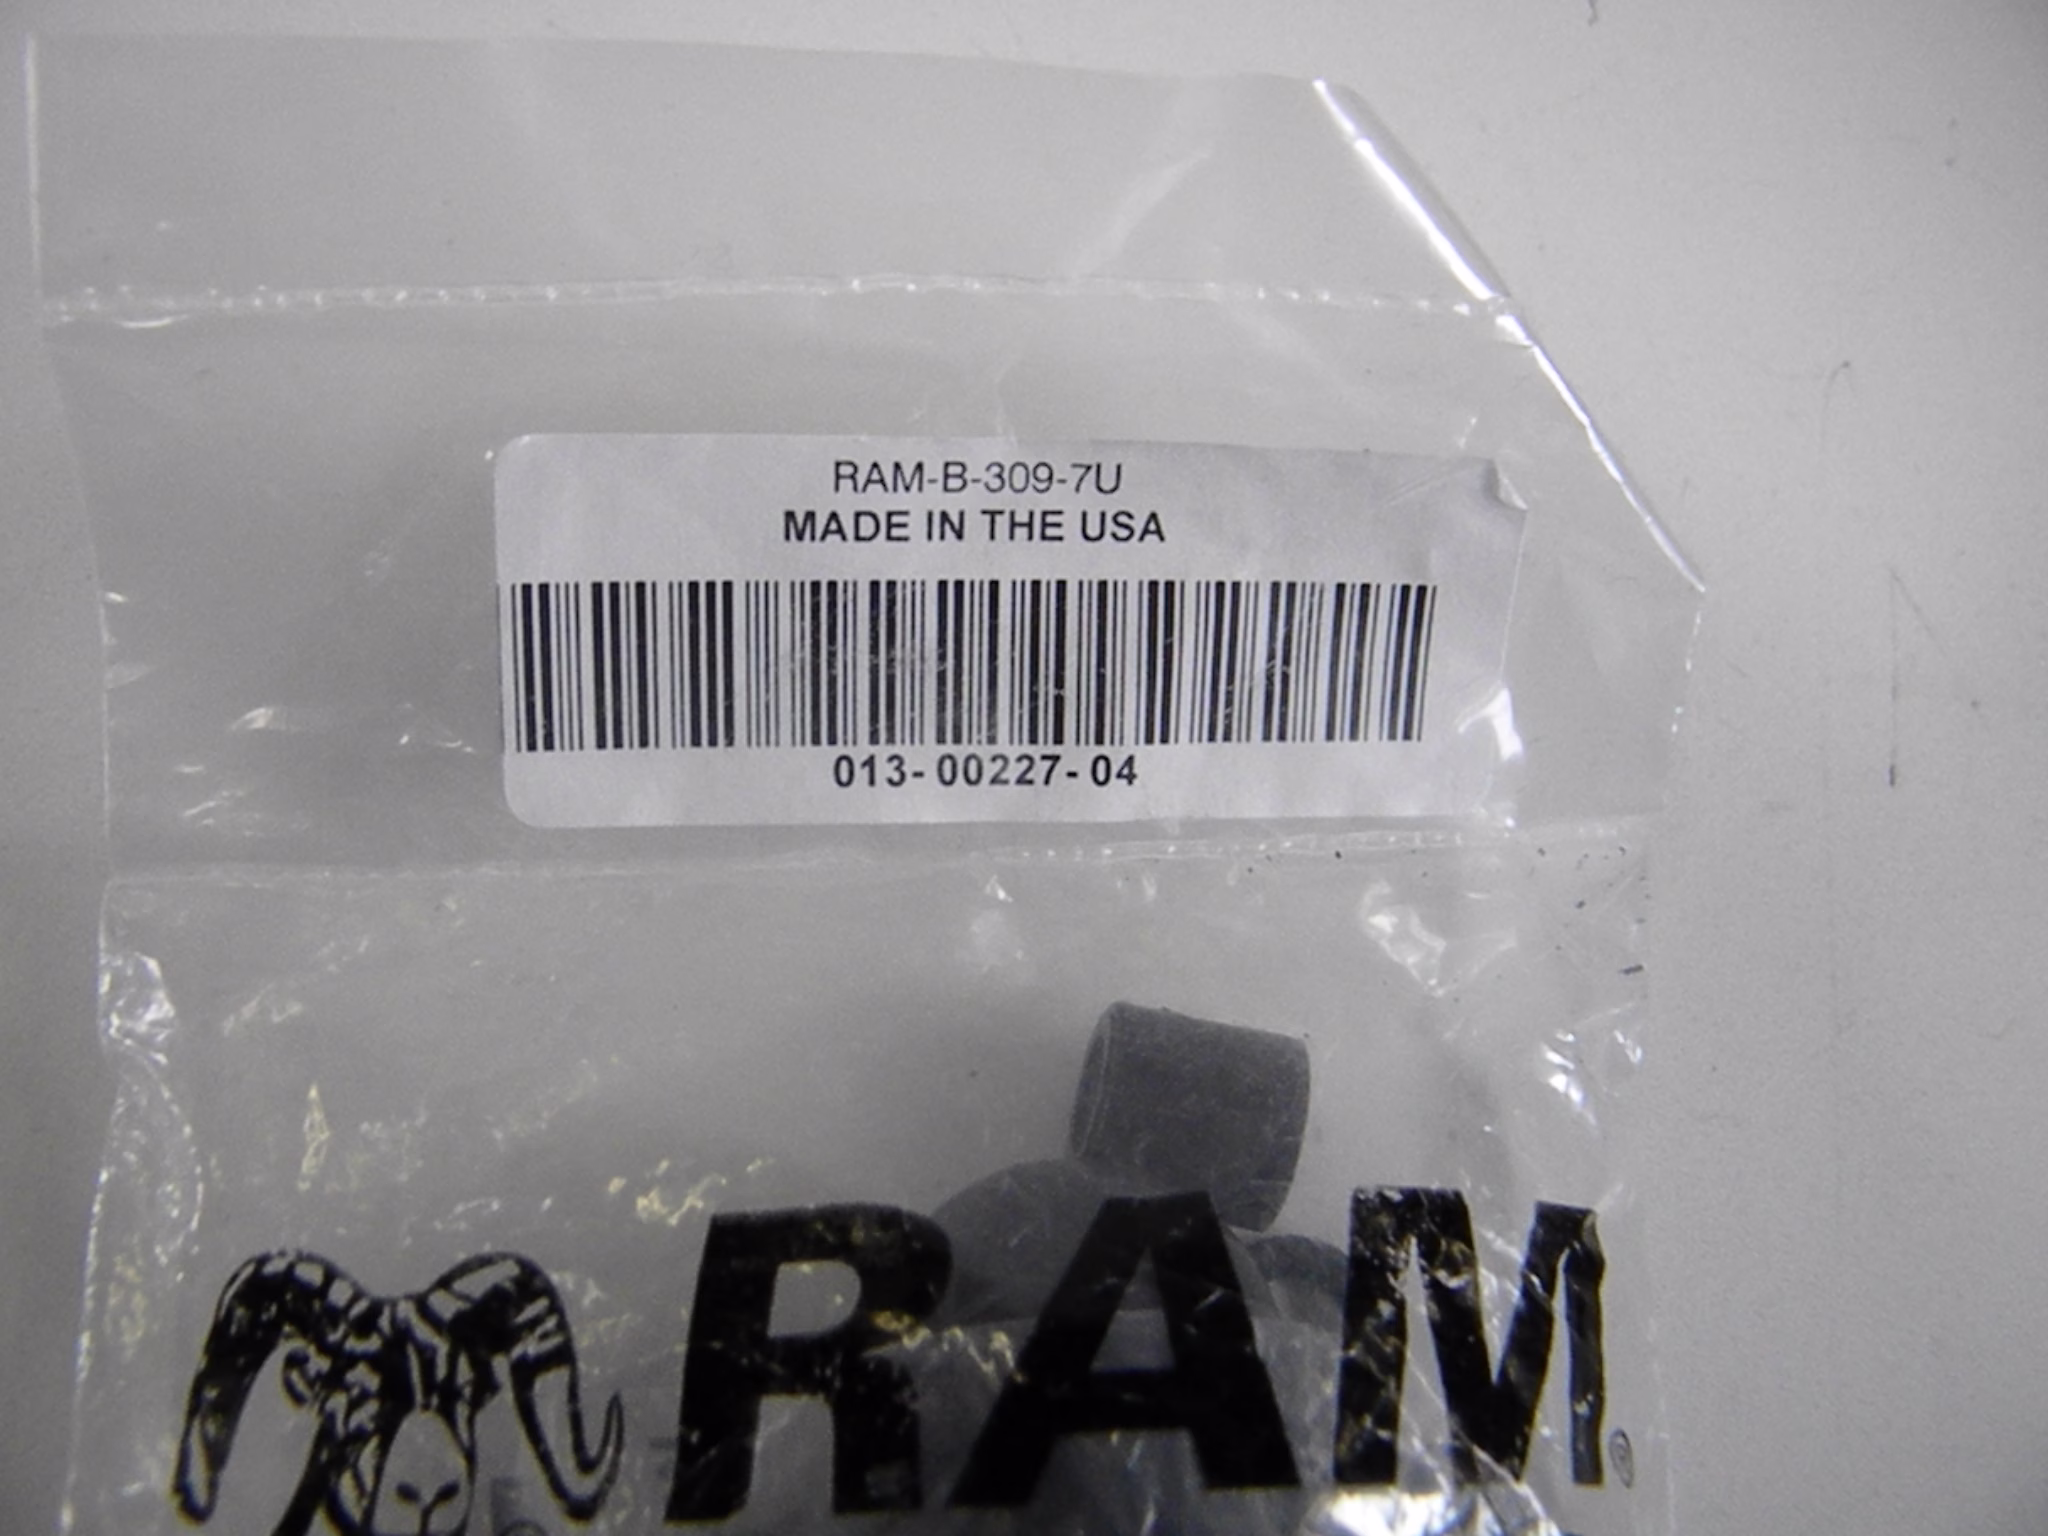 RAM-B-309-7U
MADE IN THE USA
013-00227-04
RAM®